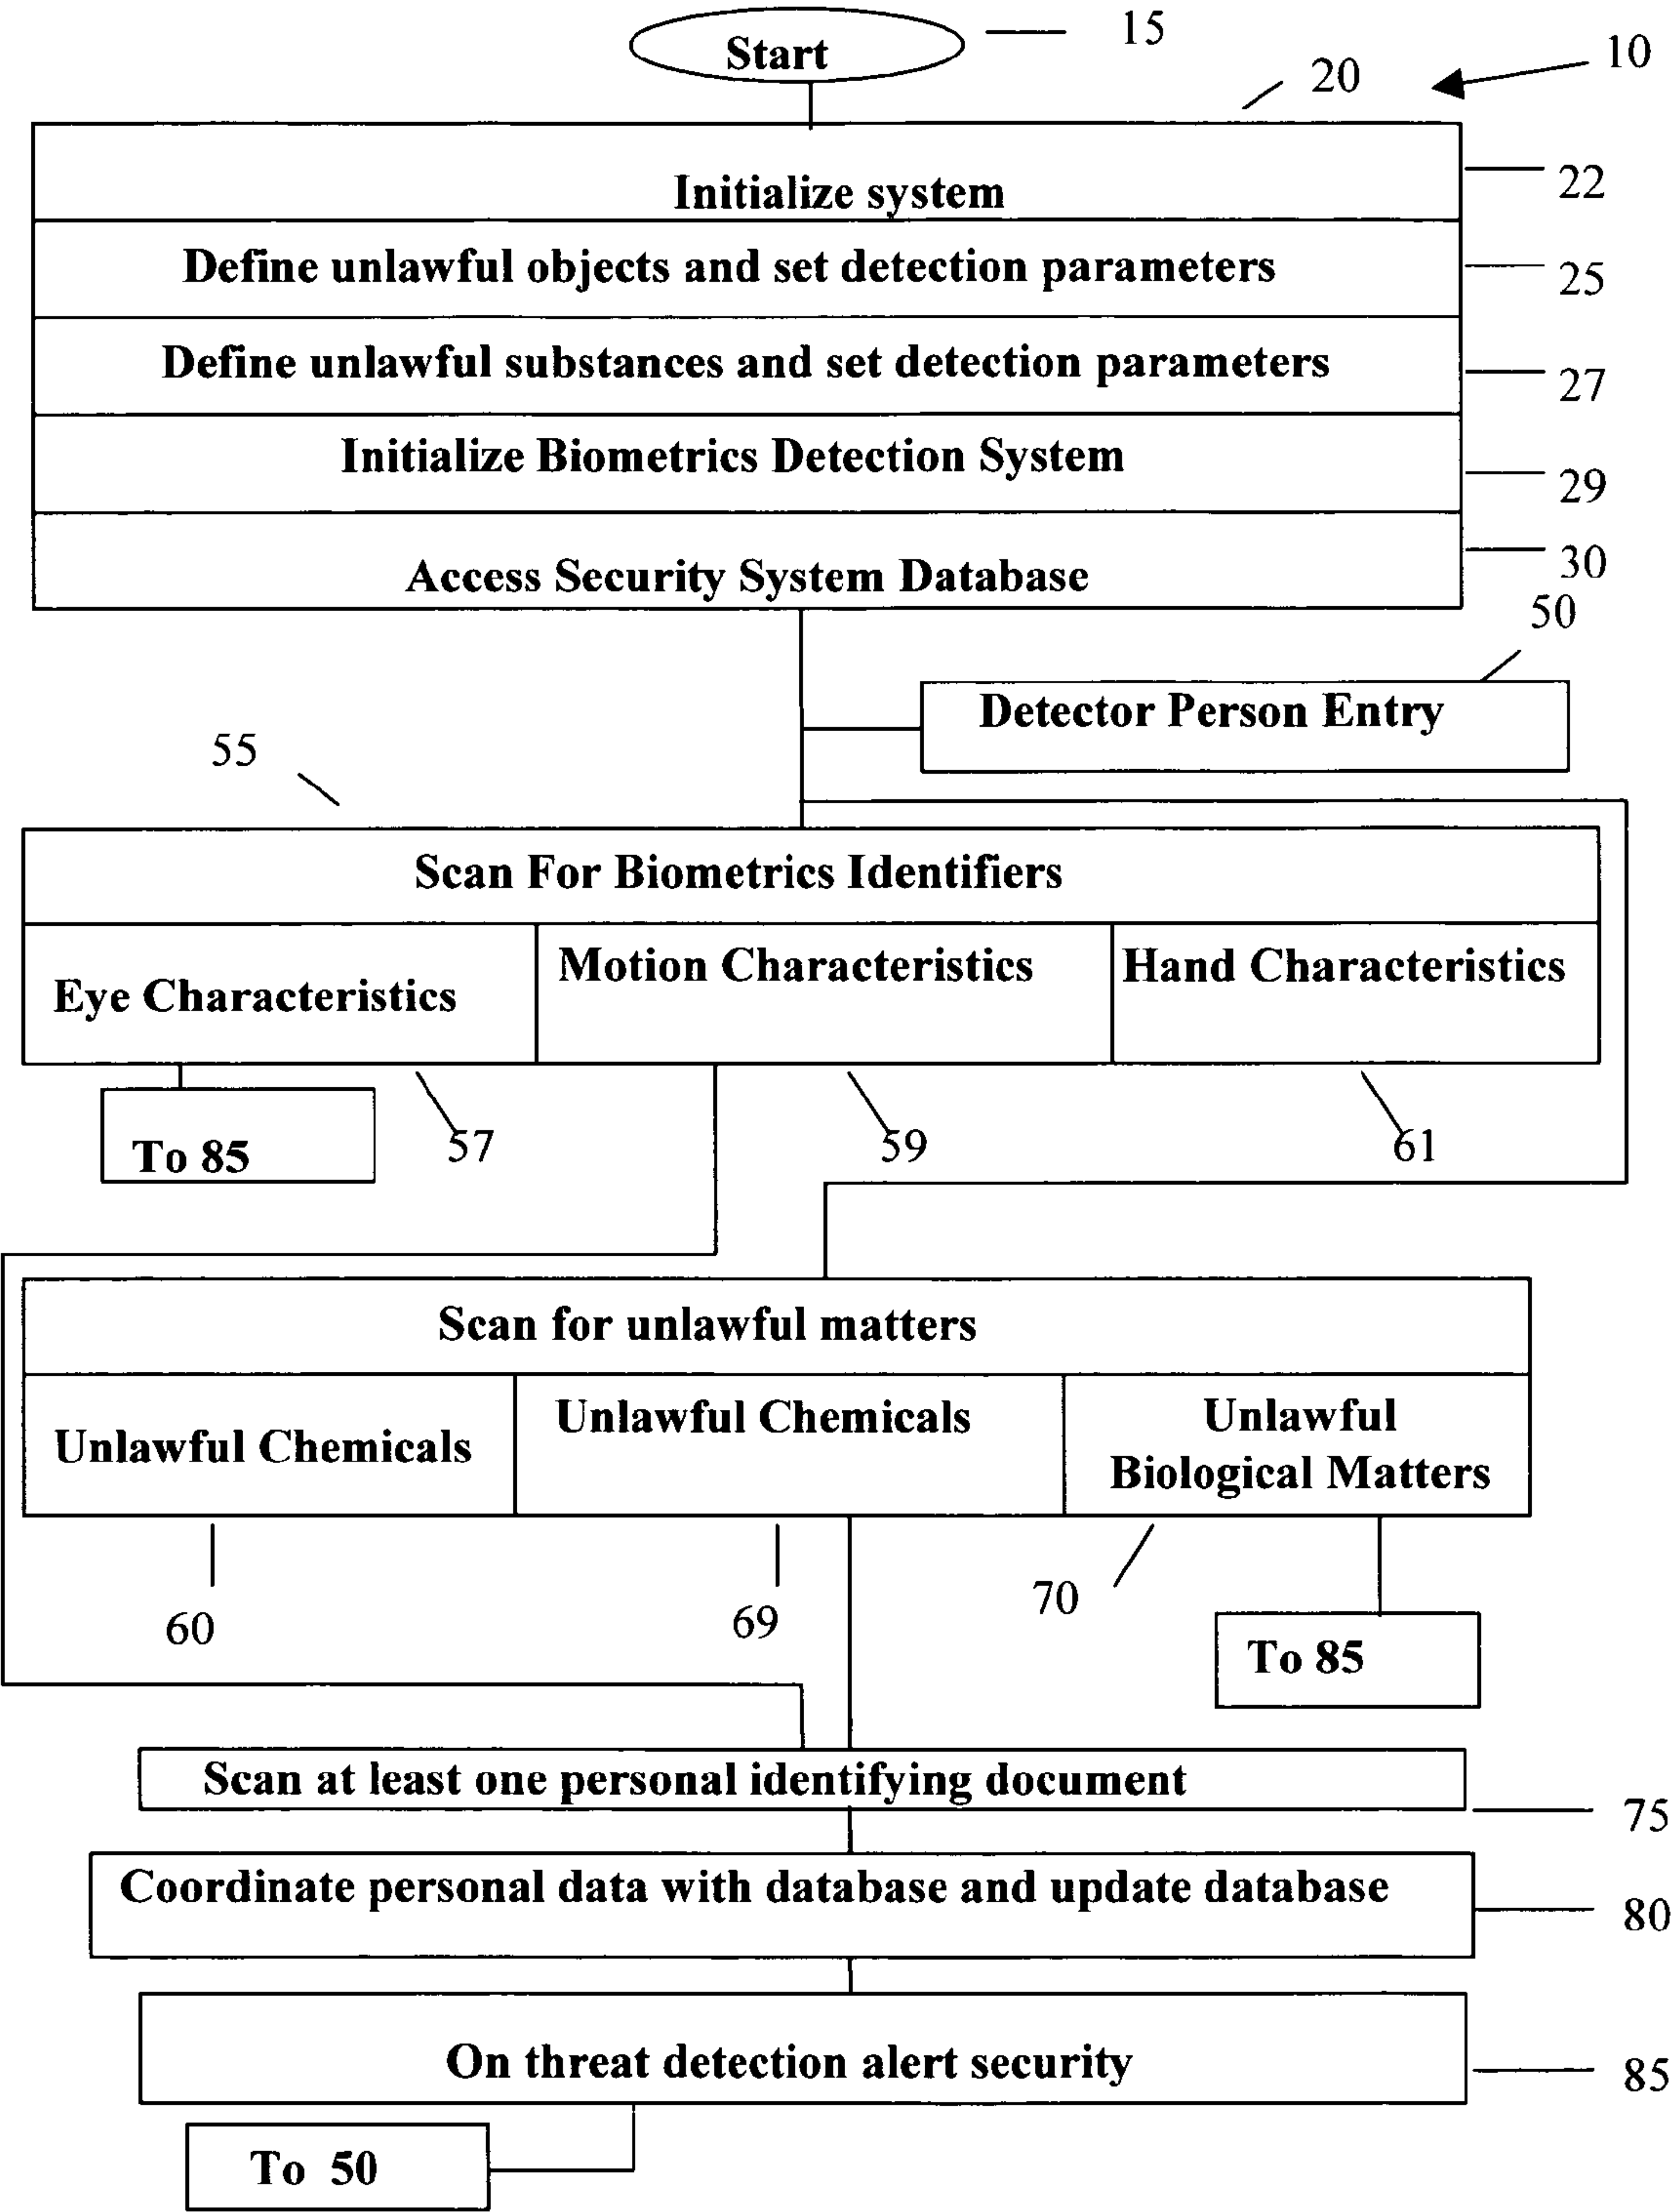 Start
15
10
20
Initialize system
22
Define unlawful objects and set detection parameters
25
Define unlawful substances and set detection parameters
27
Initialize Biometrics Detection System
29
Access Security System Database
30
50
Detector Person Entry
55
Scan For Biometrics Identifiers
Eye Characteristics
Motion Characteristics
Hand Characteristics
To 85
57
59
61
Scan for unlawful matters
Unlawful Chemicals
Unlawful Chemicals
Unlawful
Biological Matters
60
69
70
To 85
Scan at least one personal identifying document
75
Coordinate personal data with database and update database
80
On threat detection alert security
85
To 50